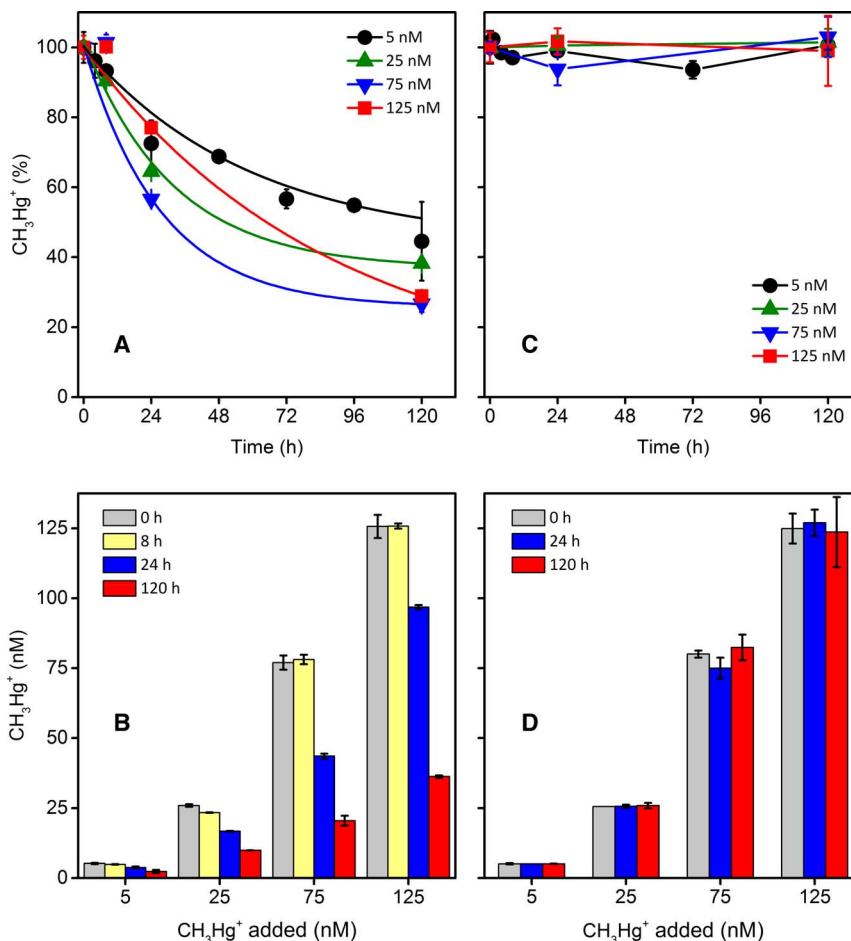 100
80
60
40
20
0
CH₃Hg⁺ (%)
5 nM
25 nM
75 nM
125 nM
A
0 24 48 72 96 120
Time (h)
5 nM
25 nM
75 nM
125 nM
C
0 24 48 72 96 120
Time (h)
125
100
75
50
25
0
CH₃Hg⁺ (nM)
0 h
8 h
24 h
120 h
B
5 25 75 125
CH₃Hg⁺ added (nM)
0 h
24 h
120 h
D
5 25 75 125
CH₃Hg⁺ added (nM)